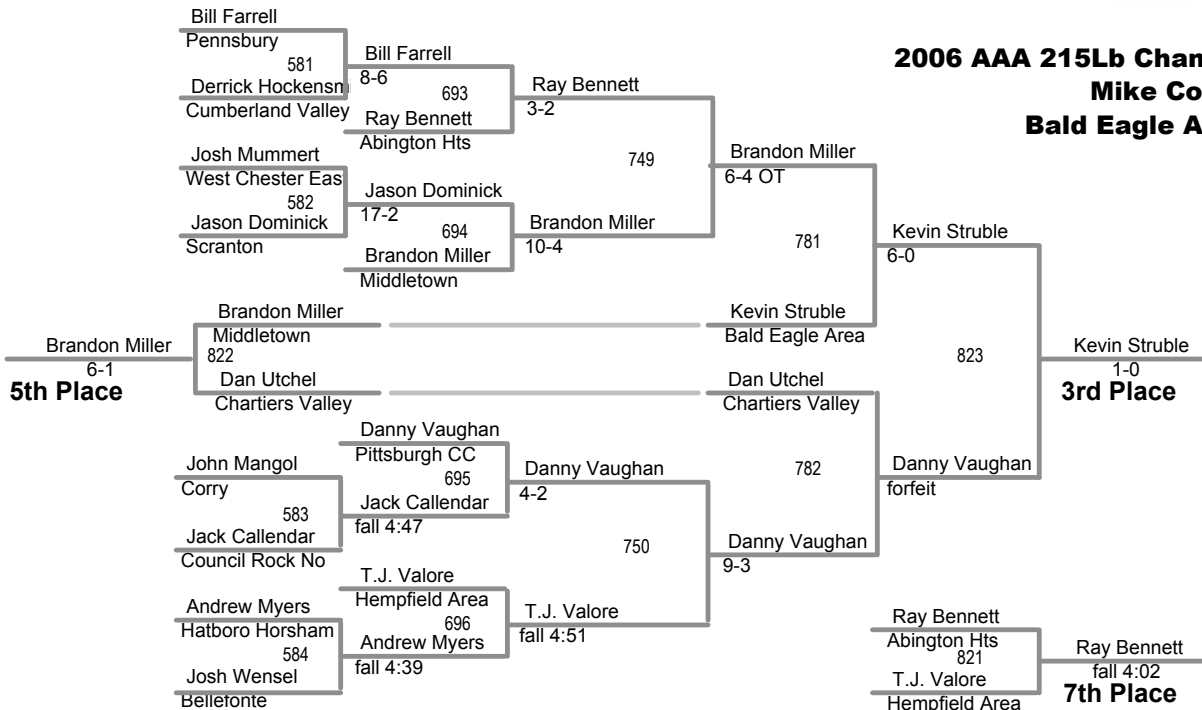 2006 AAA 215Lb Cham
Mike Co
Bald Eagle A
Bill Farrell
Pennsbury
581
Derrick Hockensm
Cumberland Valley
Bill Farrell
8-6
693
Ray Bennett
Abington Hts
Ray Bennett
3-2
Josh Mummert
West Chester Eas
582
Jason Dominick
Scranton
Jason Dominick
17-2
694
Brandon Miller
Middletown
Brandon Miller
10-4
749
Brandon Miller
6-4 OT
781
Kevin Struble
Bald Eagle Area
Kevin Struble
6-0
823
Kevin Struble
1-0
3rd Place
Brandon Miller
Middletown
Brandon Miller
6-1
5th Place
822
Dan Utchel
Chartiers Valley
Dan Utchel
Chartiers Valley
782
Danny Vaughan
forfeit
Danny Vaughan
Pittsburgh CC
695
John Mangol
Corry
583
Jack Callendar
Council Rock No
Jack Callendar
fall 4:47
Danny Vaughan
4-2
750
Danny Vaughan
9-3
T.J. Valore
Hempfield Area
696
Andrew Myers
Hatboro Horsham
584
Josh Wensel
Bellefonte
Andrew Myers
fall 4:39
T.J. Valore
fall 4:51
Ray Bennett
Abington Hts
821
T.J. Valore
Hempfield Area
Ray Bennett
fall 4:02
7th Place